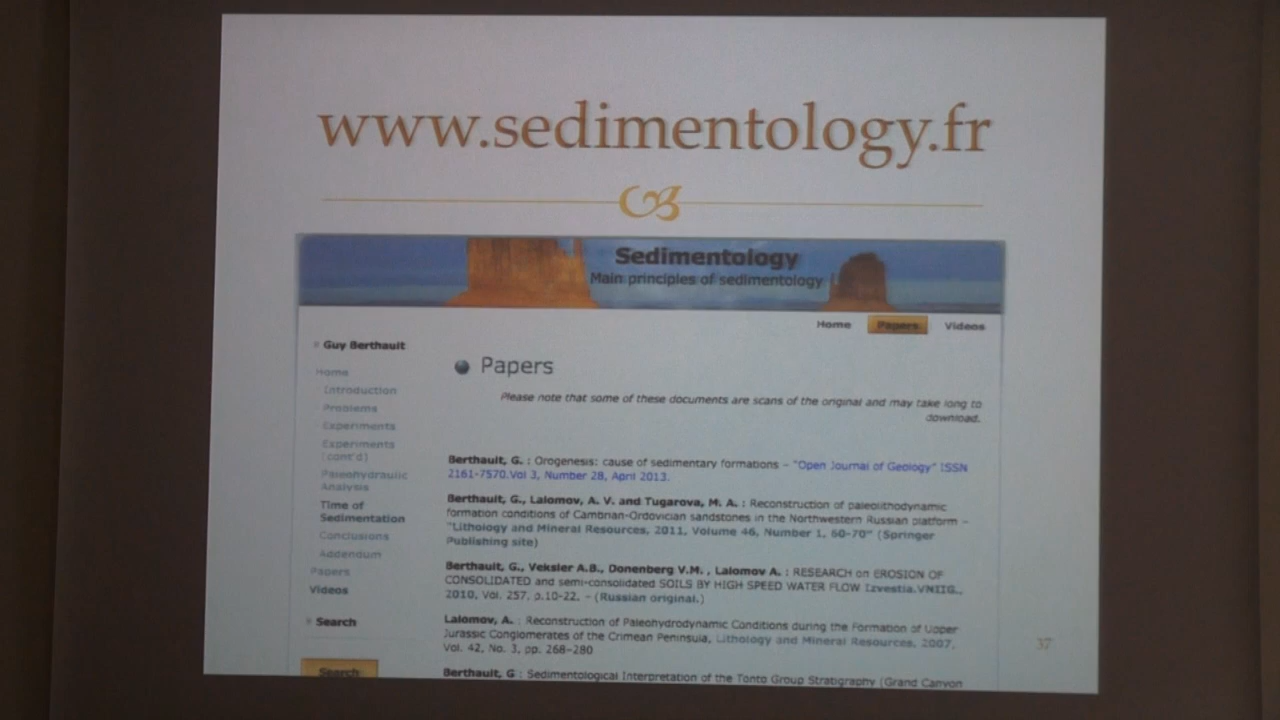 www.sedimentology.fr
Sedimentology
Main principles of sedimentology
Home Papers Videos
Guy Berthault
Home
Introduction
Problems
Experiments
Experiments
(cont'd)
Paleohydraulic
Analysis
Time of
Sedimentation
Conclusions
Addendum
Papers
Videos
Search
Search
Papers
Please note that some of these documents are scans of the original and may take long to
download.
Berthault, G. : Orogenesis: cause of sedimentary formations – "Open Journal of Geology" ISSN
2161-7570.Vol 3, Number 28, April 2013.
Berthault, G., Lalomov, A. V. and Tugarova, M. A. : Reconstruction of paleolithodynamic
formation conditions of Cambrian-Ordovician sandstones in the Northwestern Russian platform –
"Lithology and Mineral Resources, 2011, Volume 46, Number 1, 60-70" (Springer
Publishing site)
Berthault, G., Veksler A.B., Donenberg V.M. , Lalomov A. : RESEARCH on EROSION OF
CONSOLIDATED and semi-consolidated SOILS BY HIGH SPEED WATER FLOW Izvestia.VNIIG.,
2010, Vol. 257, p.10-22. – (Russian original.)
Lalomov, A. : Reconstruction of Paleohydrodynamic Conditions during the Formation of Upper
Jurassic Conglomerates of the Crimean Peninsula, Lithology and Mineral Resources, 2007,
Vol. 42, No. 3, pp. 268–280
Berthault, G : Sedimentological Interpretation of the Tonto Group Stratigraphy (Grand Canyon
37